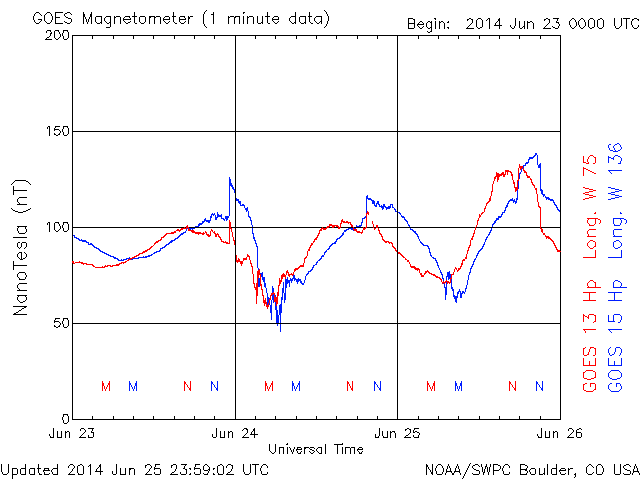 GOES Magnetometer (1 minute data)
Begin: 2014 Jun 23 0000 UTC
200
150
100
50
0
NanoTesla (nT)
M M N N M M N N M M N N
Jun 23 Jun 24 Jun 25 Jun 26
Universal Time
GOES 13 Hp Long. W 75
GOES 15 Hp Long. W 136
Updated 2014 Jun 25 23:59:02 UTC
NOAA/SWPC Boulder, CO USA